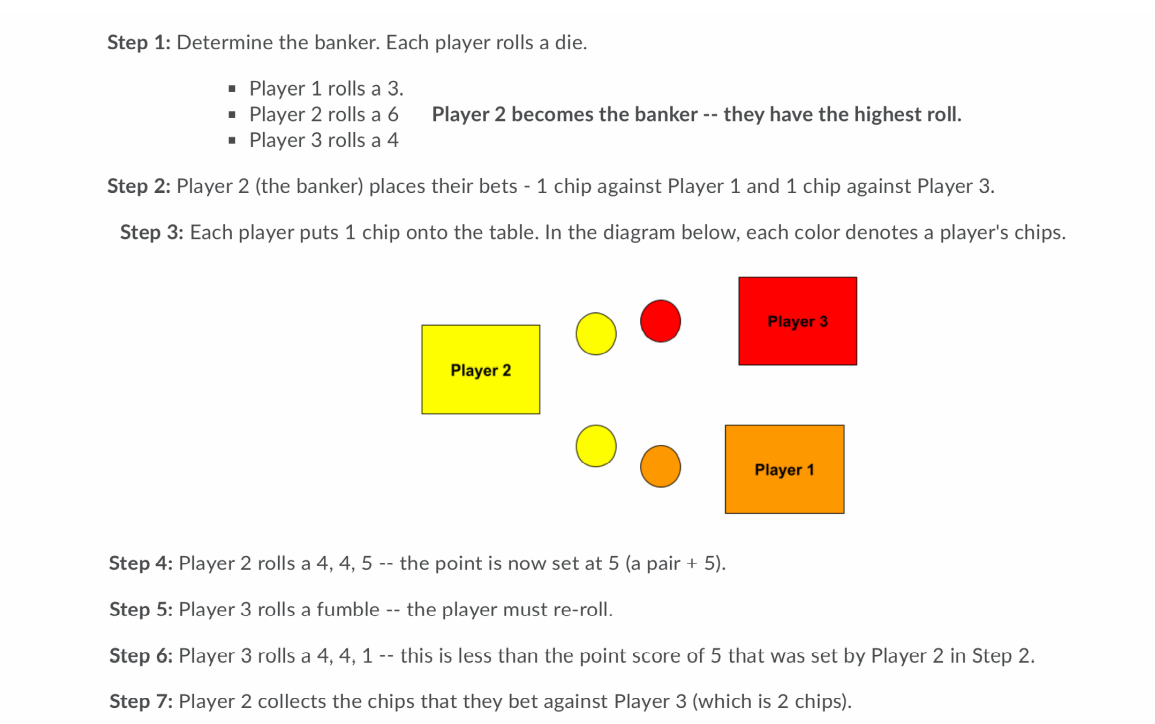 Step 1: Determine the banker. Each player rolls a die.
▪ Player 1 rolls a 3.
▪ Player 2 rolls a 6 Player 2 becomes the banker -- they have the highest roll.
▪ Player 3 rolls a 4
Step 2: Player 2 (the banker) places their bets - 1 chip against Player 1 and 1 chip against Player 3.
Step 3: Each player puts 1 chip onto the table. In the diagram below, each color denotes a player's chips.
Player 3
Player 2
Player 1
Step 4: Player 2 rolls a 4, 4, 5 -- the point is now set at 5 (a pair + 5).
Step 5: Player 3 rolls a fumble -- the player must re-roll.
Step 6: Player 3 rolls a 4, 4, 1 -- this is less than the point score of 5 that was set by Player 2 in Step 2.
Step 7: Player 2 collects the chips that they bet against Player 3 (which is 2 chips).